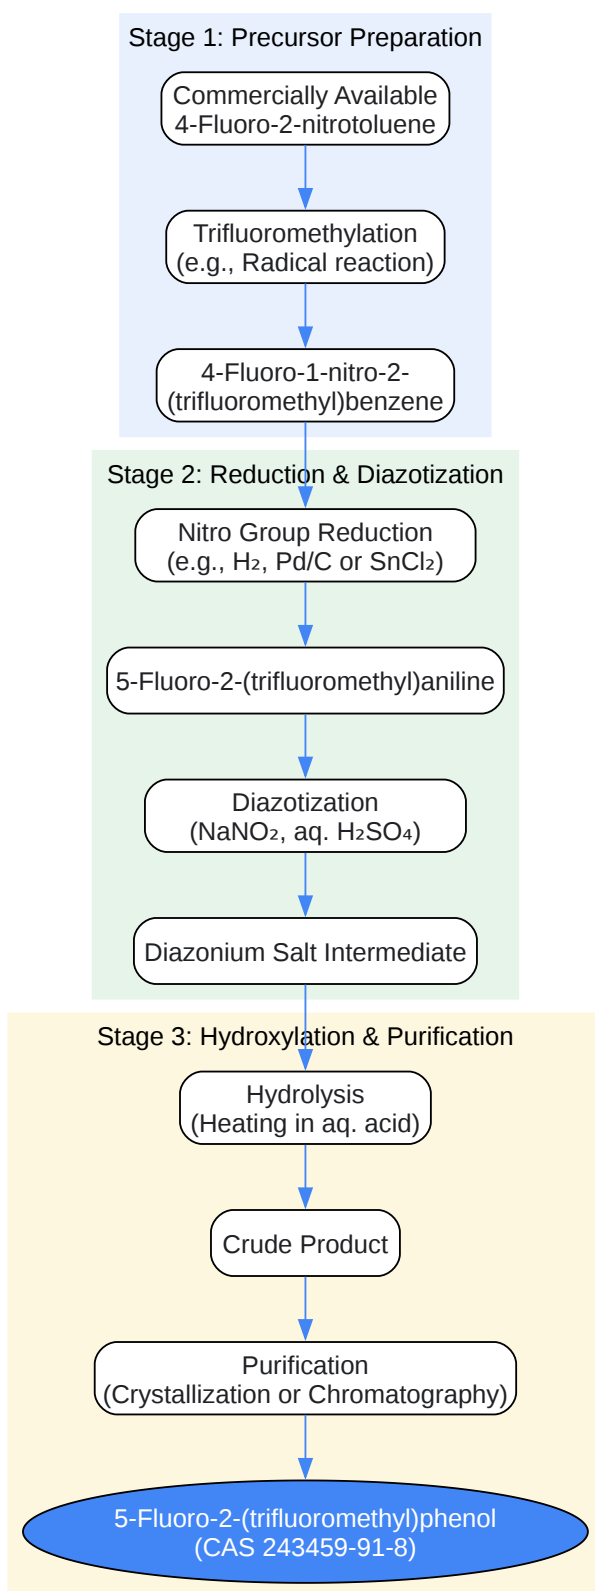 Stage 1: Precursor Preparation
Commercially Available
4-Fluoro-2-nitrotoluene
Trifluoromethylation
(e.g., Radical reaction)
4-Fluoro-1-nitro-2-
(trifluoromethyl)benzene
Stage 2: Reduction & Diazotization
Nitro Group Reduction
(e.g., H₂, Pd/C or SnCl₂)
5-Fluoro-2-(trifluoromethyl)aniline
Diazotization
(NaNO₂, aq. H₂SO₄)
Diazonium Salt Intermediate
Stage 3: Hydroxylation & Purification
Hydrolysis
(Heating in aq. acid)
Crude Product
Purification
(Crystallization or Chromatography)
5-Fluoro-2-(trifluoromethyl)phenol
(CAS 243459-91-8)